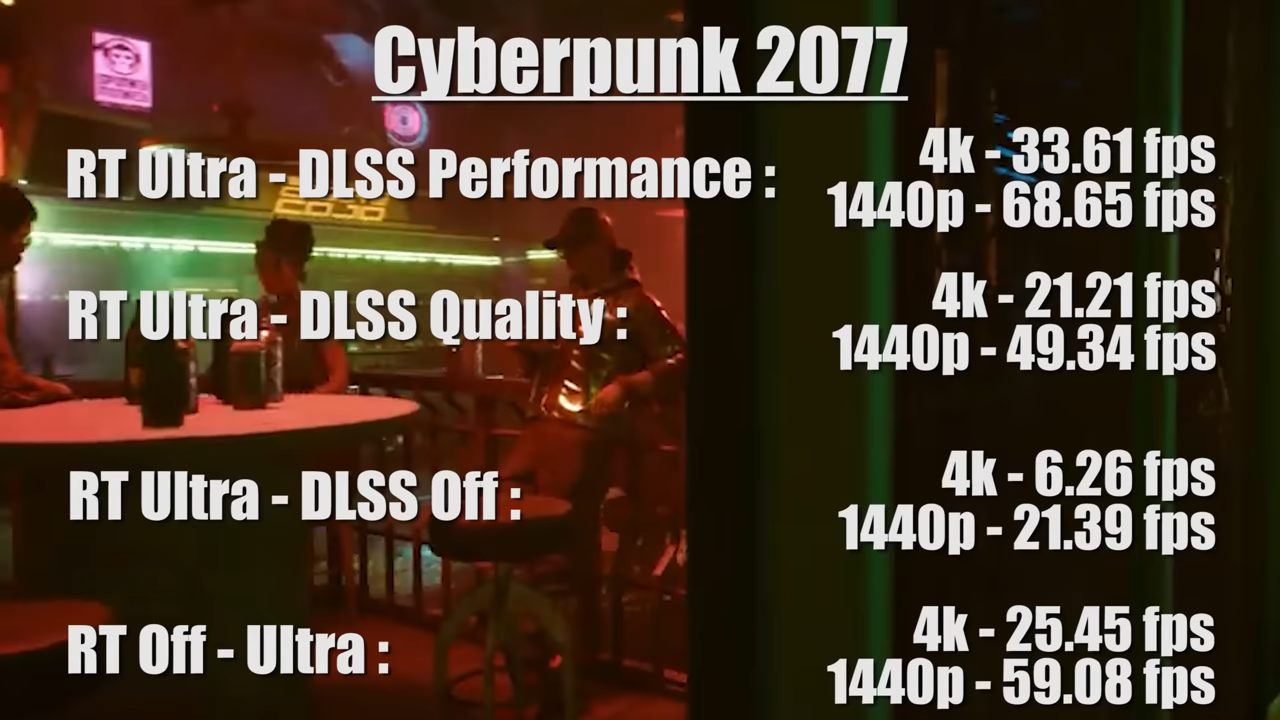 Cyberpunk 2077
RT Ultra - DLSS Performance :
4k - 33.61 fps
1440p - 68.65 fps
RT Ultra - DLSS Quality :
4k - 21.21 fps
1440p - 49.34 fps
RT Ultra - DLSS Off :
4k - 6.26 fps
1440p - 21.39 fps
RT Off - Ultra :
4k - 25.45 fps
1440p - 59.08 fps